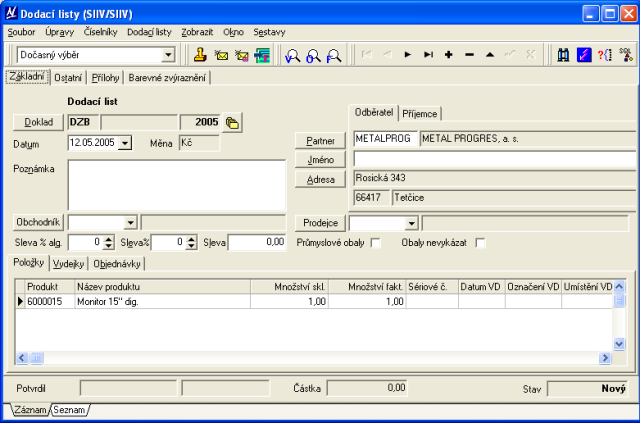 Dodací listy (SIIV/SIIV)
Soubor Úpravy Číselníky Dodací listy Zobrazit Okno Sestavy
Dočasný výběr
SQL
Základní Ostatní Přílohy Barevné zvýraznění
Dodací list
Odběratel Příjemce
Doklad DZB 2005
Datum 12.05.2005 Měna Kč
Partner METALPROG METAL PROGRES, a. s.
Jméno
Poznámka
Adresa Rosická 343
66417 Tetčice
Obchodník
Prodejce
Sleva % alg. 0 Sleva% 0 Sleva 0,00 Průmyslové obaly Obaly nevykázat
Položky Výdejky Objednávky
Produkt Název produktu Množství skl. Množství fakt. Sériové č. Datum VD Označení VD Umístění VD
6000015 Monitor 15" dig. 1,00 1,00
Potvrdil Částka 0,00 Stav Nový
Záznam Seznam